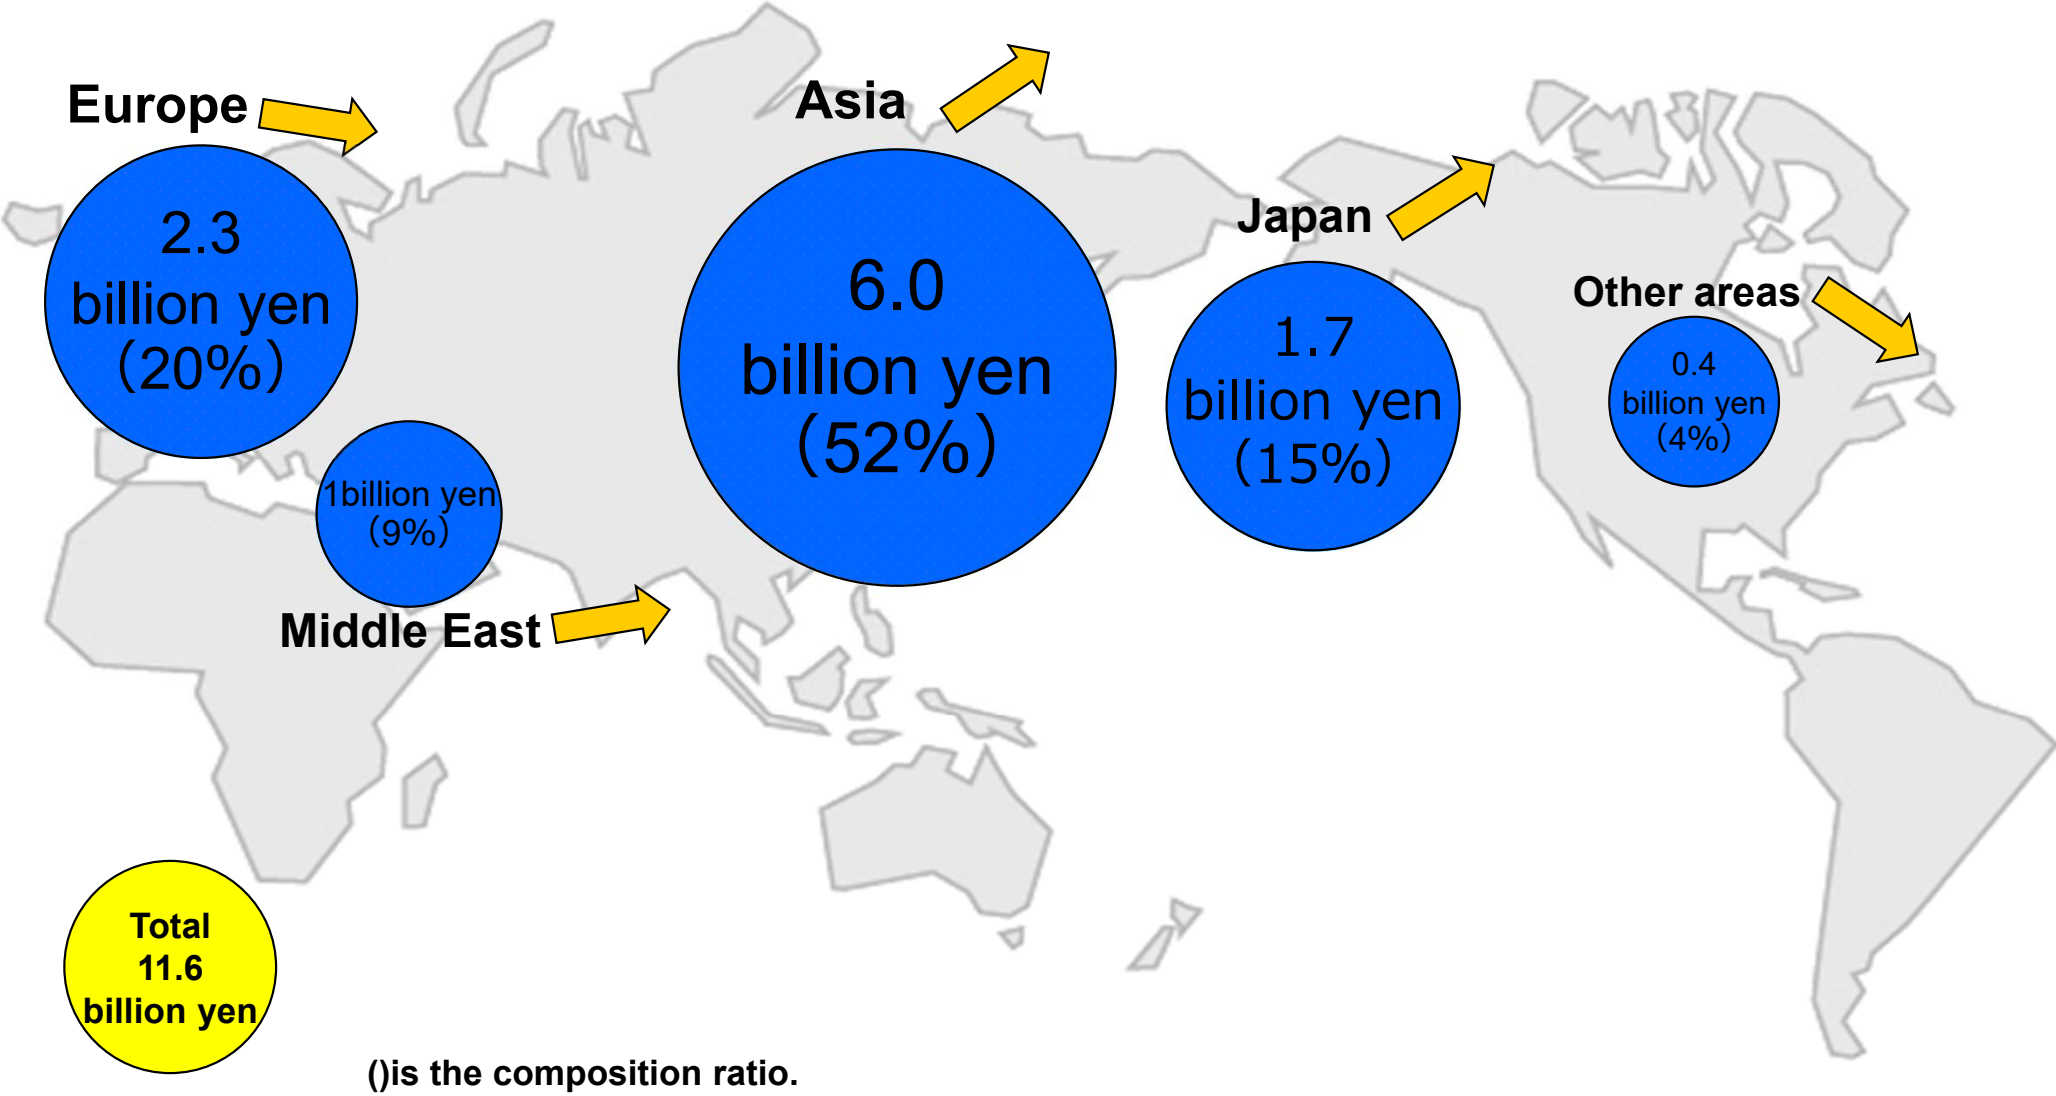 Europe
2.3
billion yen
（20%）
Asia
6.0
billion yen
（52%）
Japan
1.7
billion yen
（15%）
Other areas
0.4
billion yen
（4%）
1billion yen
（9%）
Middle East
Total
11.6
billion yen
()is the composition ratio.